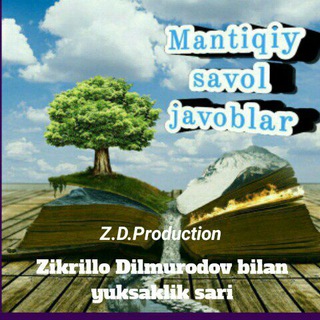 Mantiqiy
savol
javoblar
Z.D.Production
Zikrillo Dilmurodov bilan
yuksaklik sari